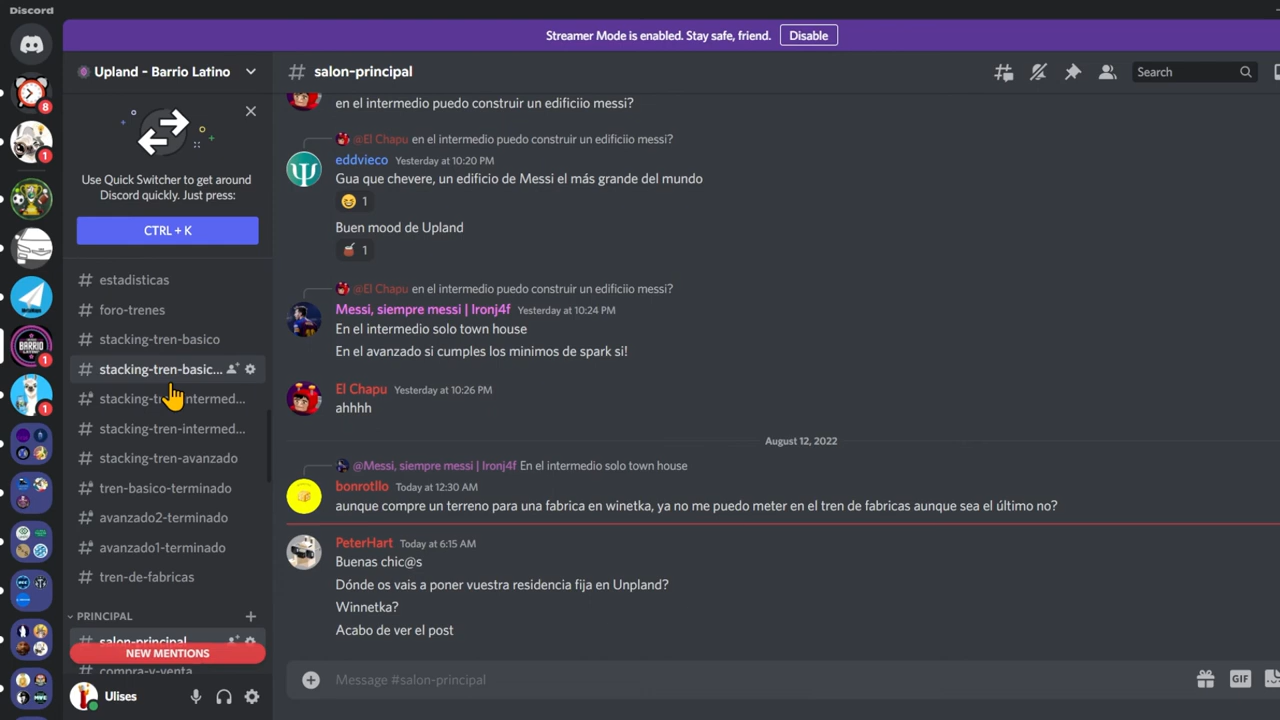 Discord
Streamer Mode is enabled. Stay safe, friend.
Disable
Upland - Barrio Latino
Use Quick Switcher to get around
Discord quickly. Just press:
CTRL + K
# estadisticas
# foro-trenes
# stacking-tren-basico
# stacking-tren-basic...
# stacking-tren-intermed...
# stacking-tren-intermed...
# stacking-tren-avanzado
# tren-basico-terminado
# avanzado2-terminado
# avanzado1-terminado
# tren-de-fabricas
PRINCIPAL
# salon-principal
NEW MENTIONS
# compra-y-venta
Ulises
8
1
1
1
# salon-principal
Search
en el intermedio puedo construir un edificiio messi?
@El Chapu en el intermedio puedo construir un edificiio messi?
eddvieco Yesterday at 10:20 PM
Gua que chevere, un edificio de Messi el más grande del mundo
1
Buen mood de Upland
1
@El Chapu en el intermedio puedo construir un edificiio messi?
Messi, siempre messi | Ironj4f Yesterday at 10:24 PM
En el intermedio solo town house
En el avanzado si cumples los minimos de spark si!
El Chapu Yesterday at 10:26 PM
ahhhh
August 12, 2022
@Messi, siempre messi | Ironj4f En el intermedio solo town house
bonrotllo Today at 12:30 AM
aunque compre un terreno para una fabrica en winetka, ya no me puedo meter en el tren de fabricas aunque sea el último no?
PeterHart Today at 6:15 AM
Buenas chic@s
Dónde os vais a poner vuestra residencia fija en Unpland?
Winnetka?
Acabo de ver el post
Message #salon-principal
GIF